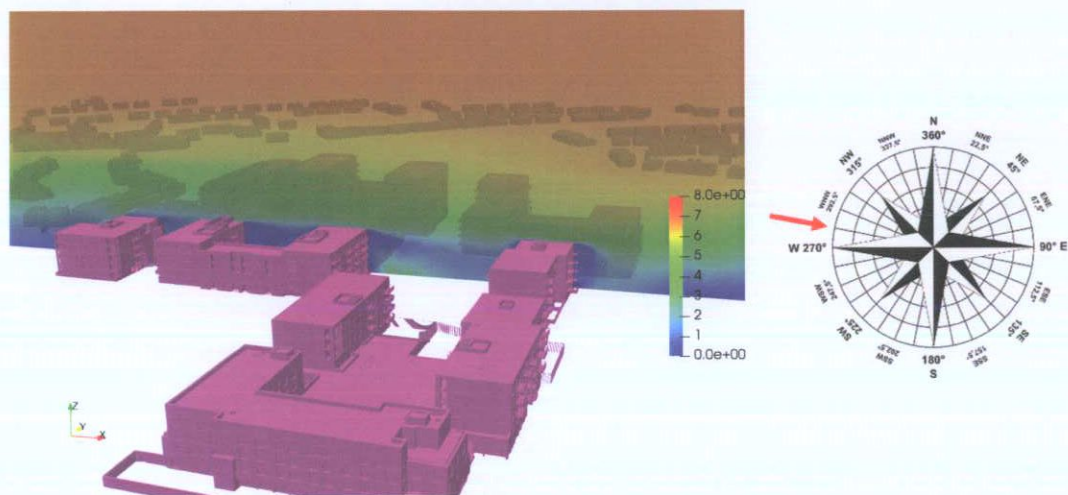 8.0e+00
7
6
5
4
3
2
1
0.0e+00
Z
Y
X
N
360°
NNW
337,5°
NNE
22,5°
NW
315°
NE
45°
WNW
292,5°
ENE
67,5°
W 270°
90° E
WSW
247,5°
ESE
112,5°
SW
225°
SE
135°
SSW
202,5°
SSE
157,5°
180°
S